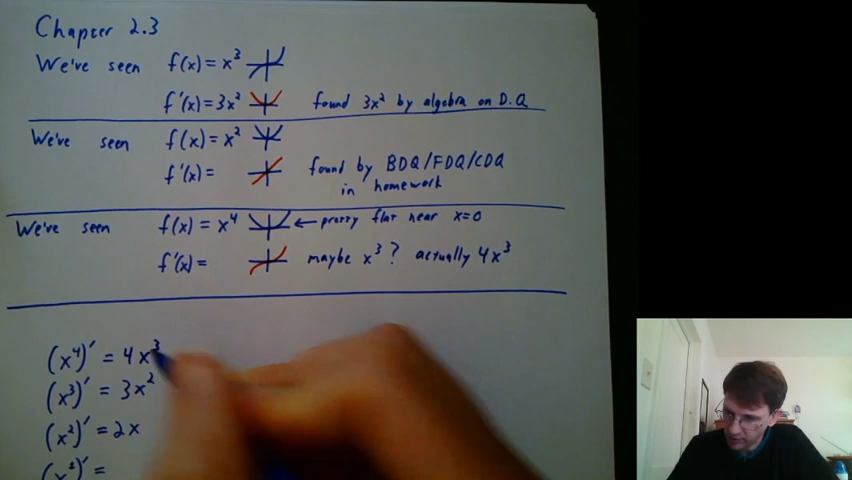 Chapter 2.3
We've seen f(x) = x³
f'(x) = 3x² found 3x² by algebra on D.Q
We've seen f(x) = x²
f'(x) = found by BDQ/FDQ/CDQ
in homework
We've seen f(x) = x⁴ ← pretty flat near x=0
f'(x) = maybe x³? actually 4x³
(x⁴)' = 4x³
(x³)' = 3x²
(x²)' = 2x